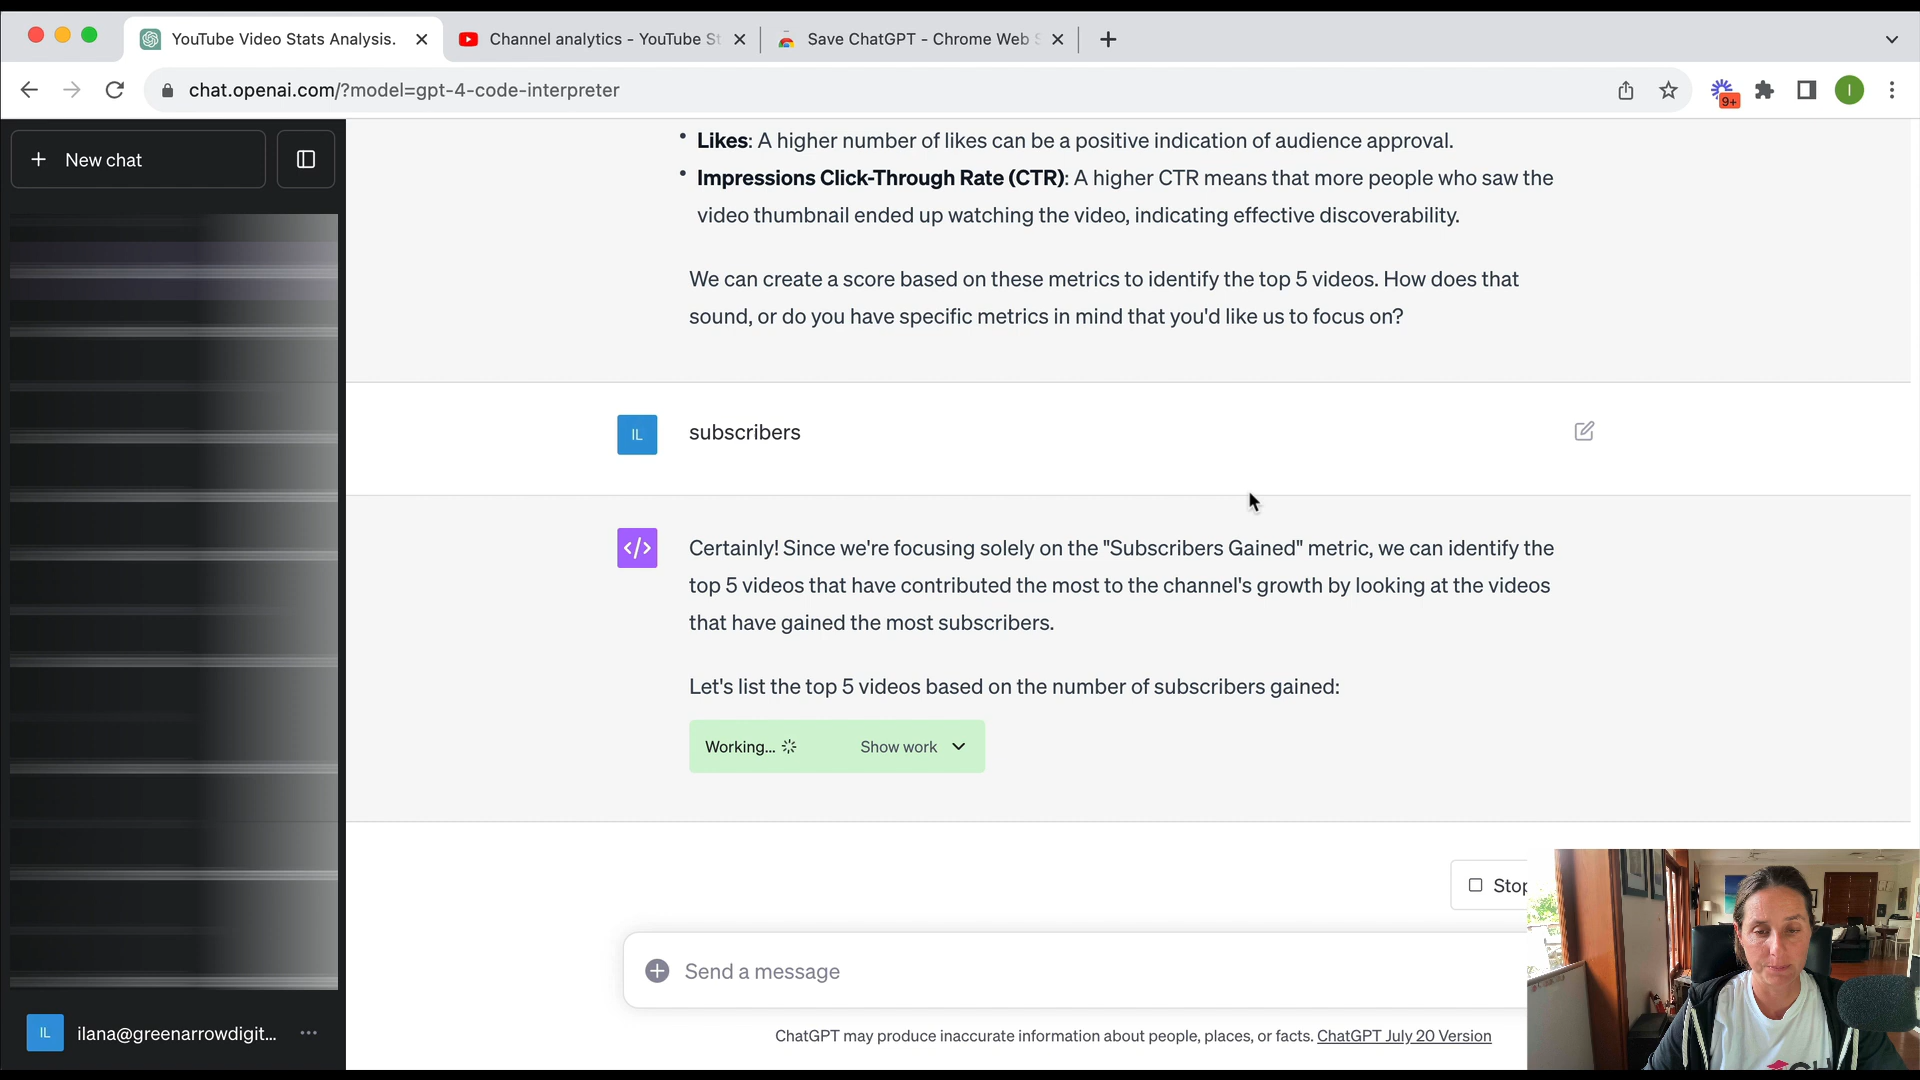 YouTube Video Stats Analysis.
Channel analytics - YouTube St
Save ChatGPT - Chrome Web S
chat.openai.com/?model=gpt-4-code-interpreter
9+
I
New chat
• Likes: A higher number of likes can be a positive indication of audience approval.
• Impressions Click-Through Rate (CTR): A higher CTR means that more people who saw the
video thumbnail ended up watching the video, indicating effective discoverability.
We can create a score based on these metrics to identify the top 5 videos. How does that
sound, or do you have specific metrics in mind that you'd like us to focus on?
IL
subscribers
</>
Certainly! Since we're focusing solely on the "Subscribers Gained" metric, we can identify the
top 5 videos that have contributed the most to the channel's growth by looking at the videos
that have gained the most subscribers.
Let's list the top 5 videos based on the number of subscribers gained:
Working... Show work
Stop
Send a message
IL
ilana@greenarrowdigit...
ChatGPT may produce inaccurate information about people, places, or facts. ChatGPT July 20 Version